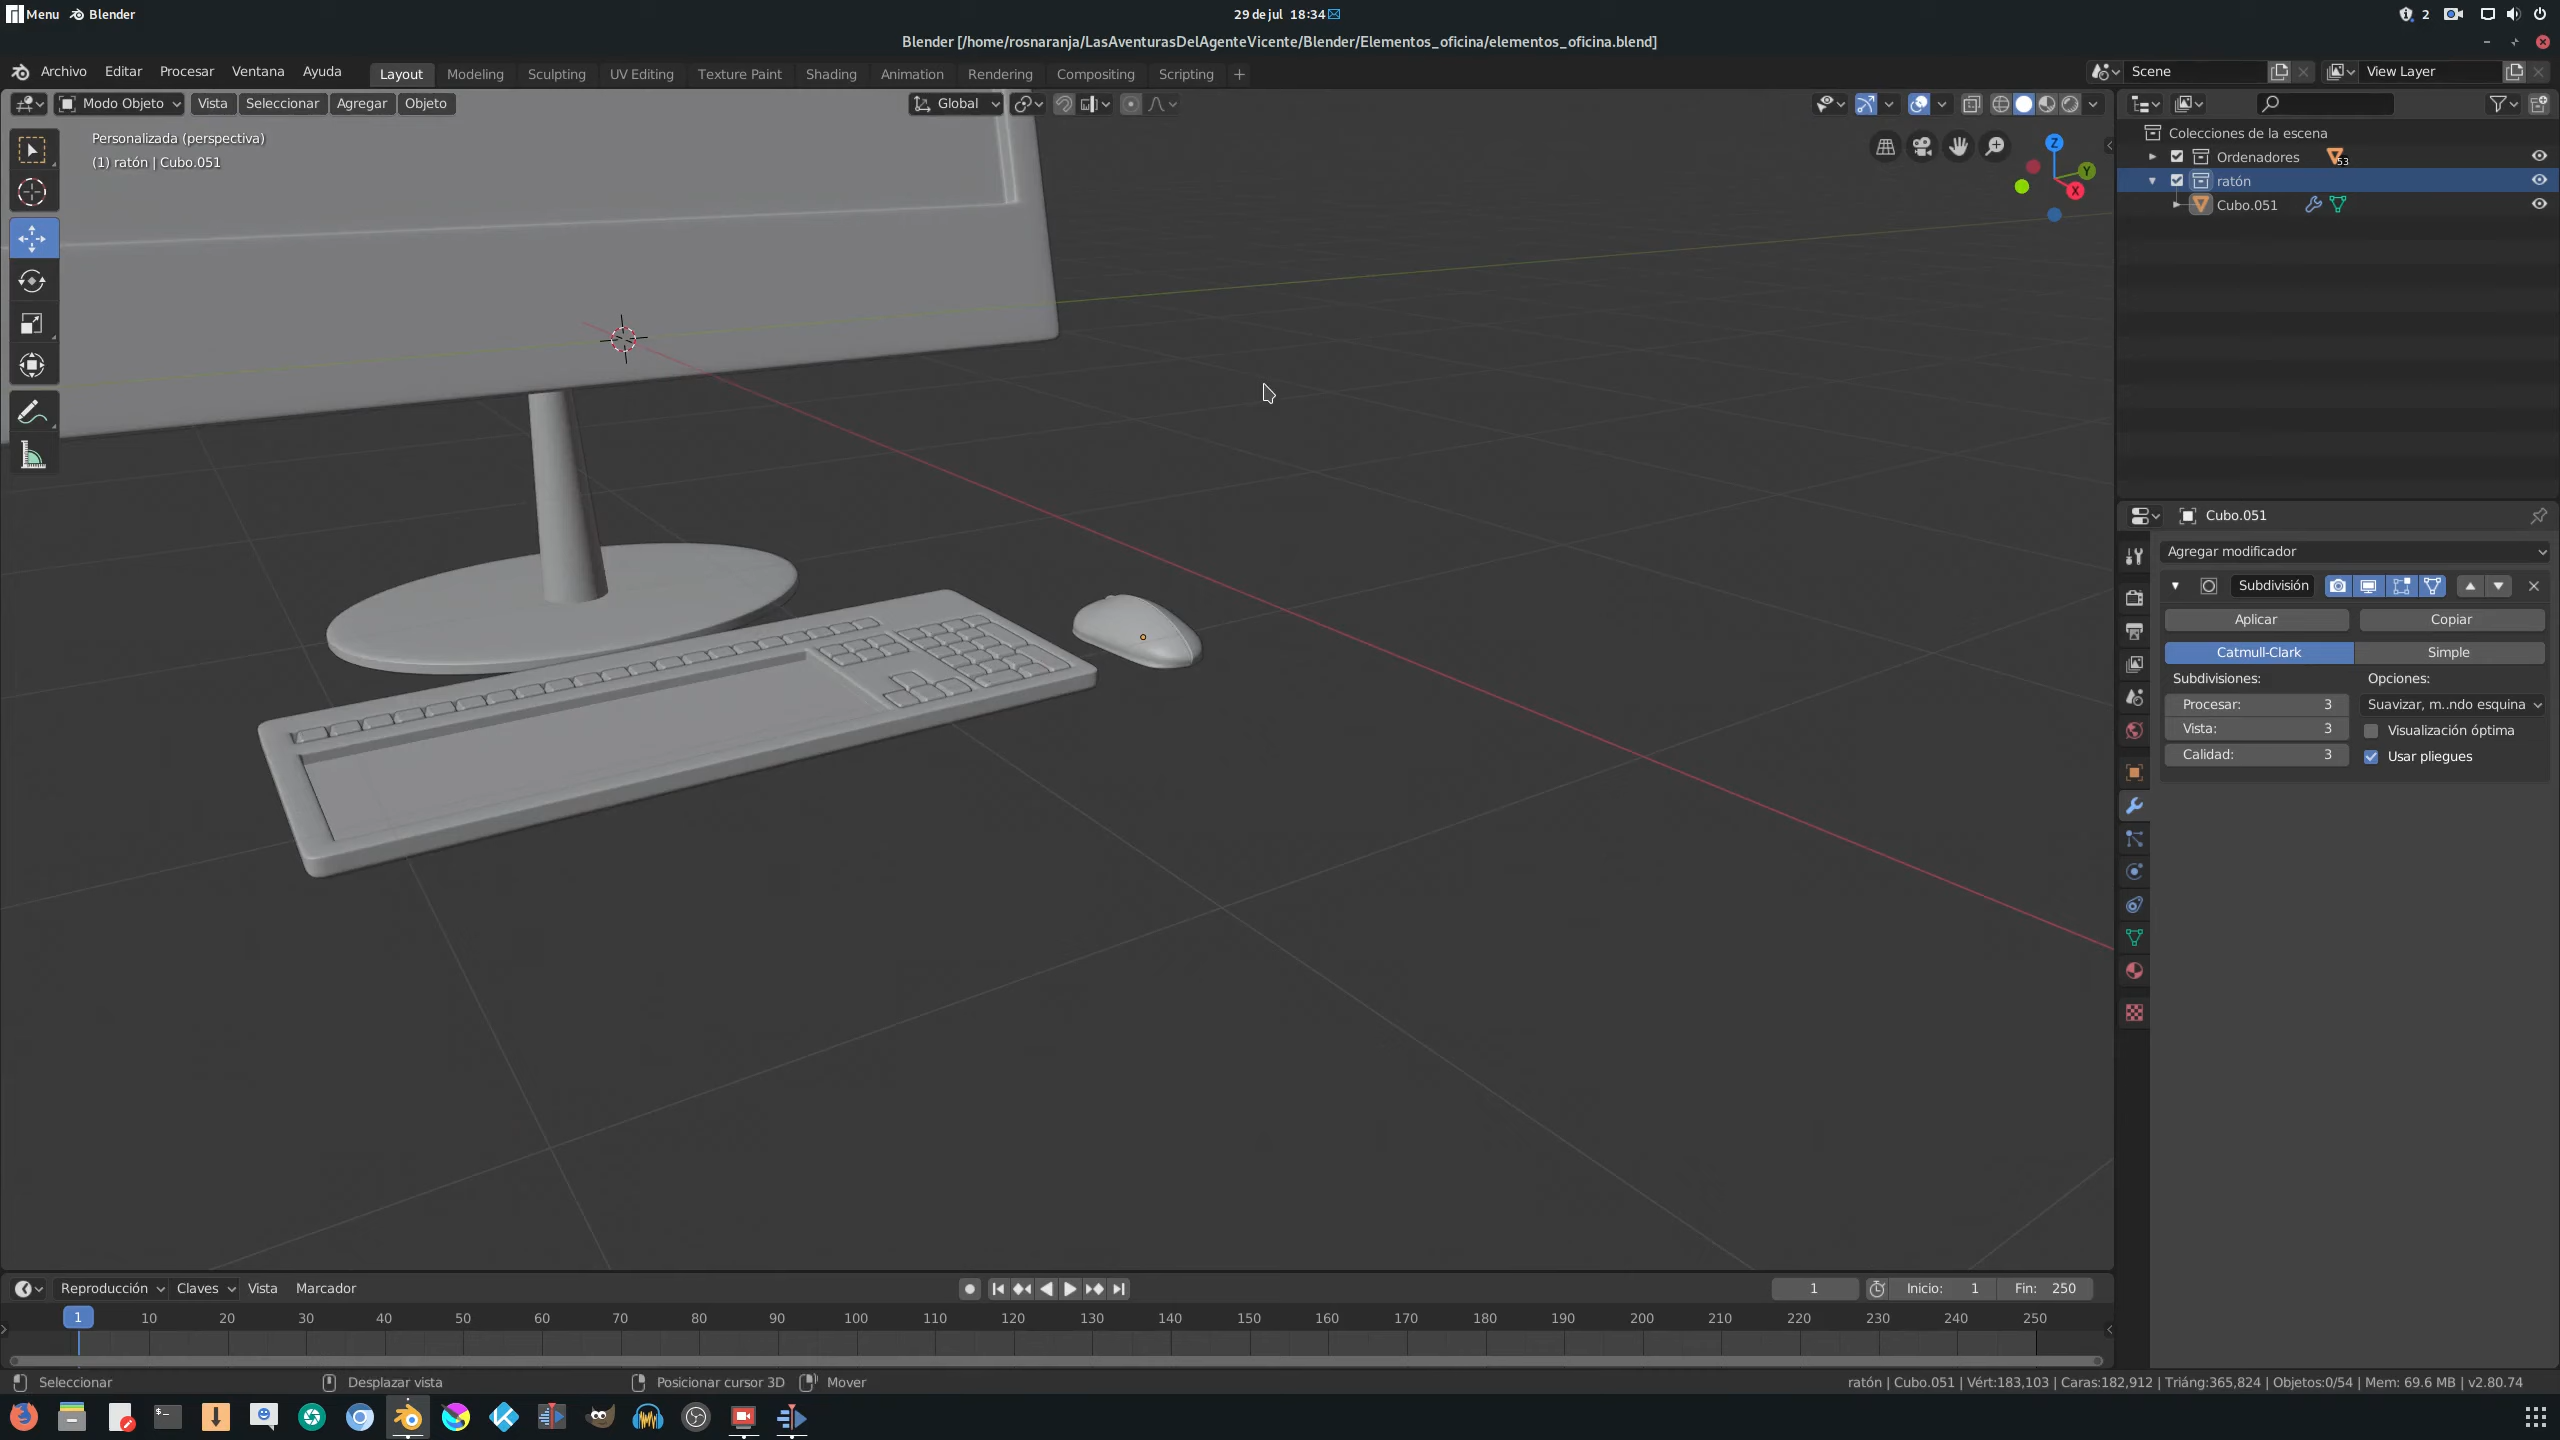 Menu Blender 29 de jul 18:34 2
Blender [/home/rosnaranja/LasAventurasDelAgenteVicente/Blender/Elementos_oficina/elementos_oficina.blend]
Archivo Editar Procesar Ventana Ayuda Layout Modeling Sculpting UV Editing Texture Paint Shading Animation Rendering Compositing Scripting + Scene View Layer
Modo Objeto Vista Seleccionar Agregar Objeto Global
Personalizada (perspectiva)
(1) ratón | Cubo.051
Z
Y
X
Colecciones de la escena
Ordenadores 53
ratón
Cubo.051
Cubo.051
Agregar modificador
Subdivisión
Aplicar Copiar
Catmull-Clark Simple
Subdivisiones: Opciones:
Procesar: 3 Suavizar, m..ndo esquina
Vista: 3 Visualización óptima
Calidad: 3 Usar pliegues
Reproducción Claves Vista Marcador 1 Inicio: 1 Fin: 250
1 10 20 30 40 50 60 70 80 90 100 110 120 130 140 150 160 170 180 190 200 210 220 230 240 250
Seleccionar Desplazar vista Posicionar cursor 3D Mover ratón | Cubo.051 | Vért:183,103 | Caras:182,912 | Triáng:365,824 | Objetos:0/54 | Mem: 69.6 MB | v2.80.74